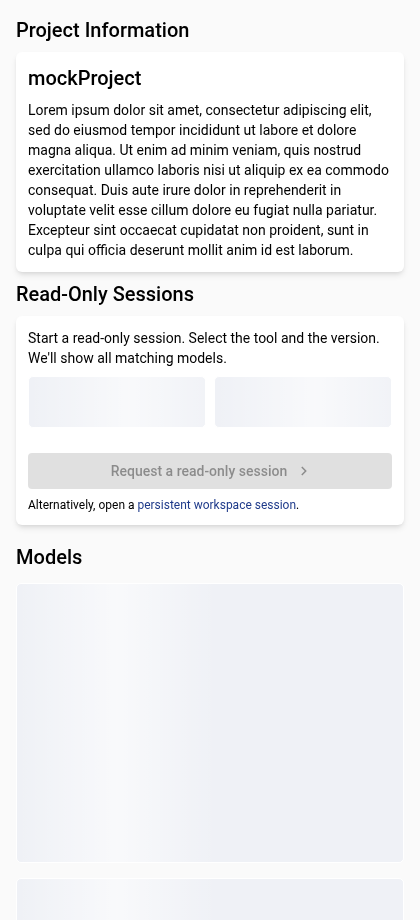 Project Information
mockProject
Lorem ipsum dolor sit amet, consectetur adipiscing elit,
sed do eiusmod tempor incididunt ut labore et dolore
magna aliqua. Ut enim ad minim veniam, quis nostrud
exercitation ullamco laboris nisi ut aliquip ex ea commodo
consequat. Duis aute irure dolor in reprehenderit in
voluptate velit esse cillum dolore eu fugiat nulla pariatur.
Excepteur sint occaecat cupidatat non proident, sunt in
culpa qui officia deserunt mollit anim id est laborum.
Read-Only Sessions
Start a read-only session. Select the tool and the version.
We'll show all matching models.
Request a read-only session
Alternatively, open a persistent workspace session.
Models